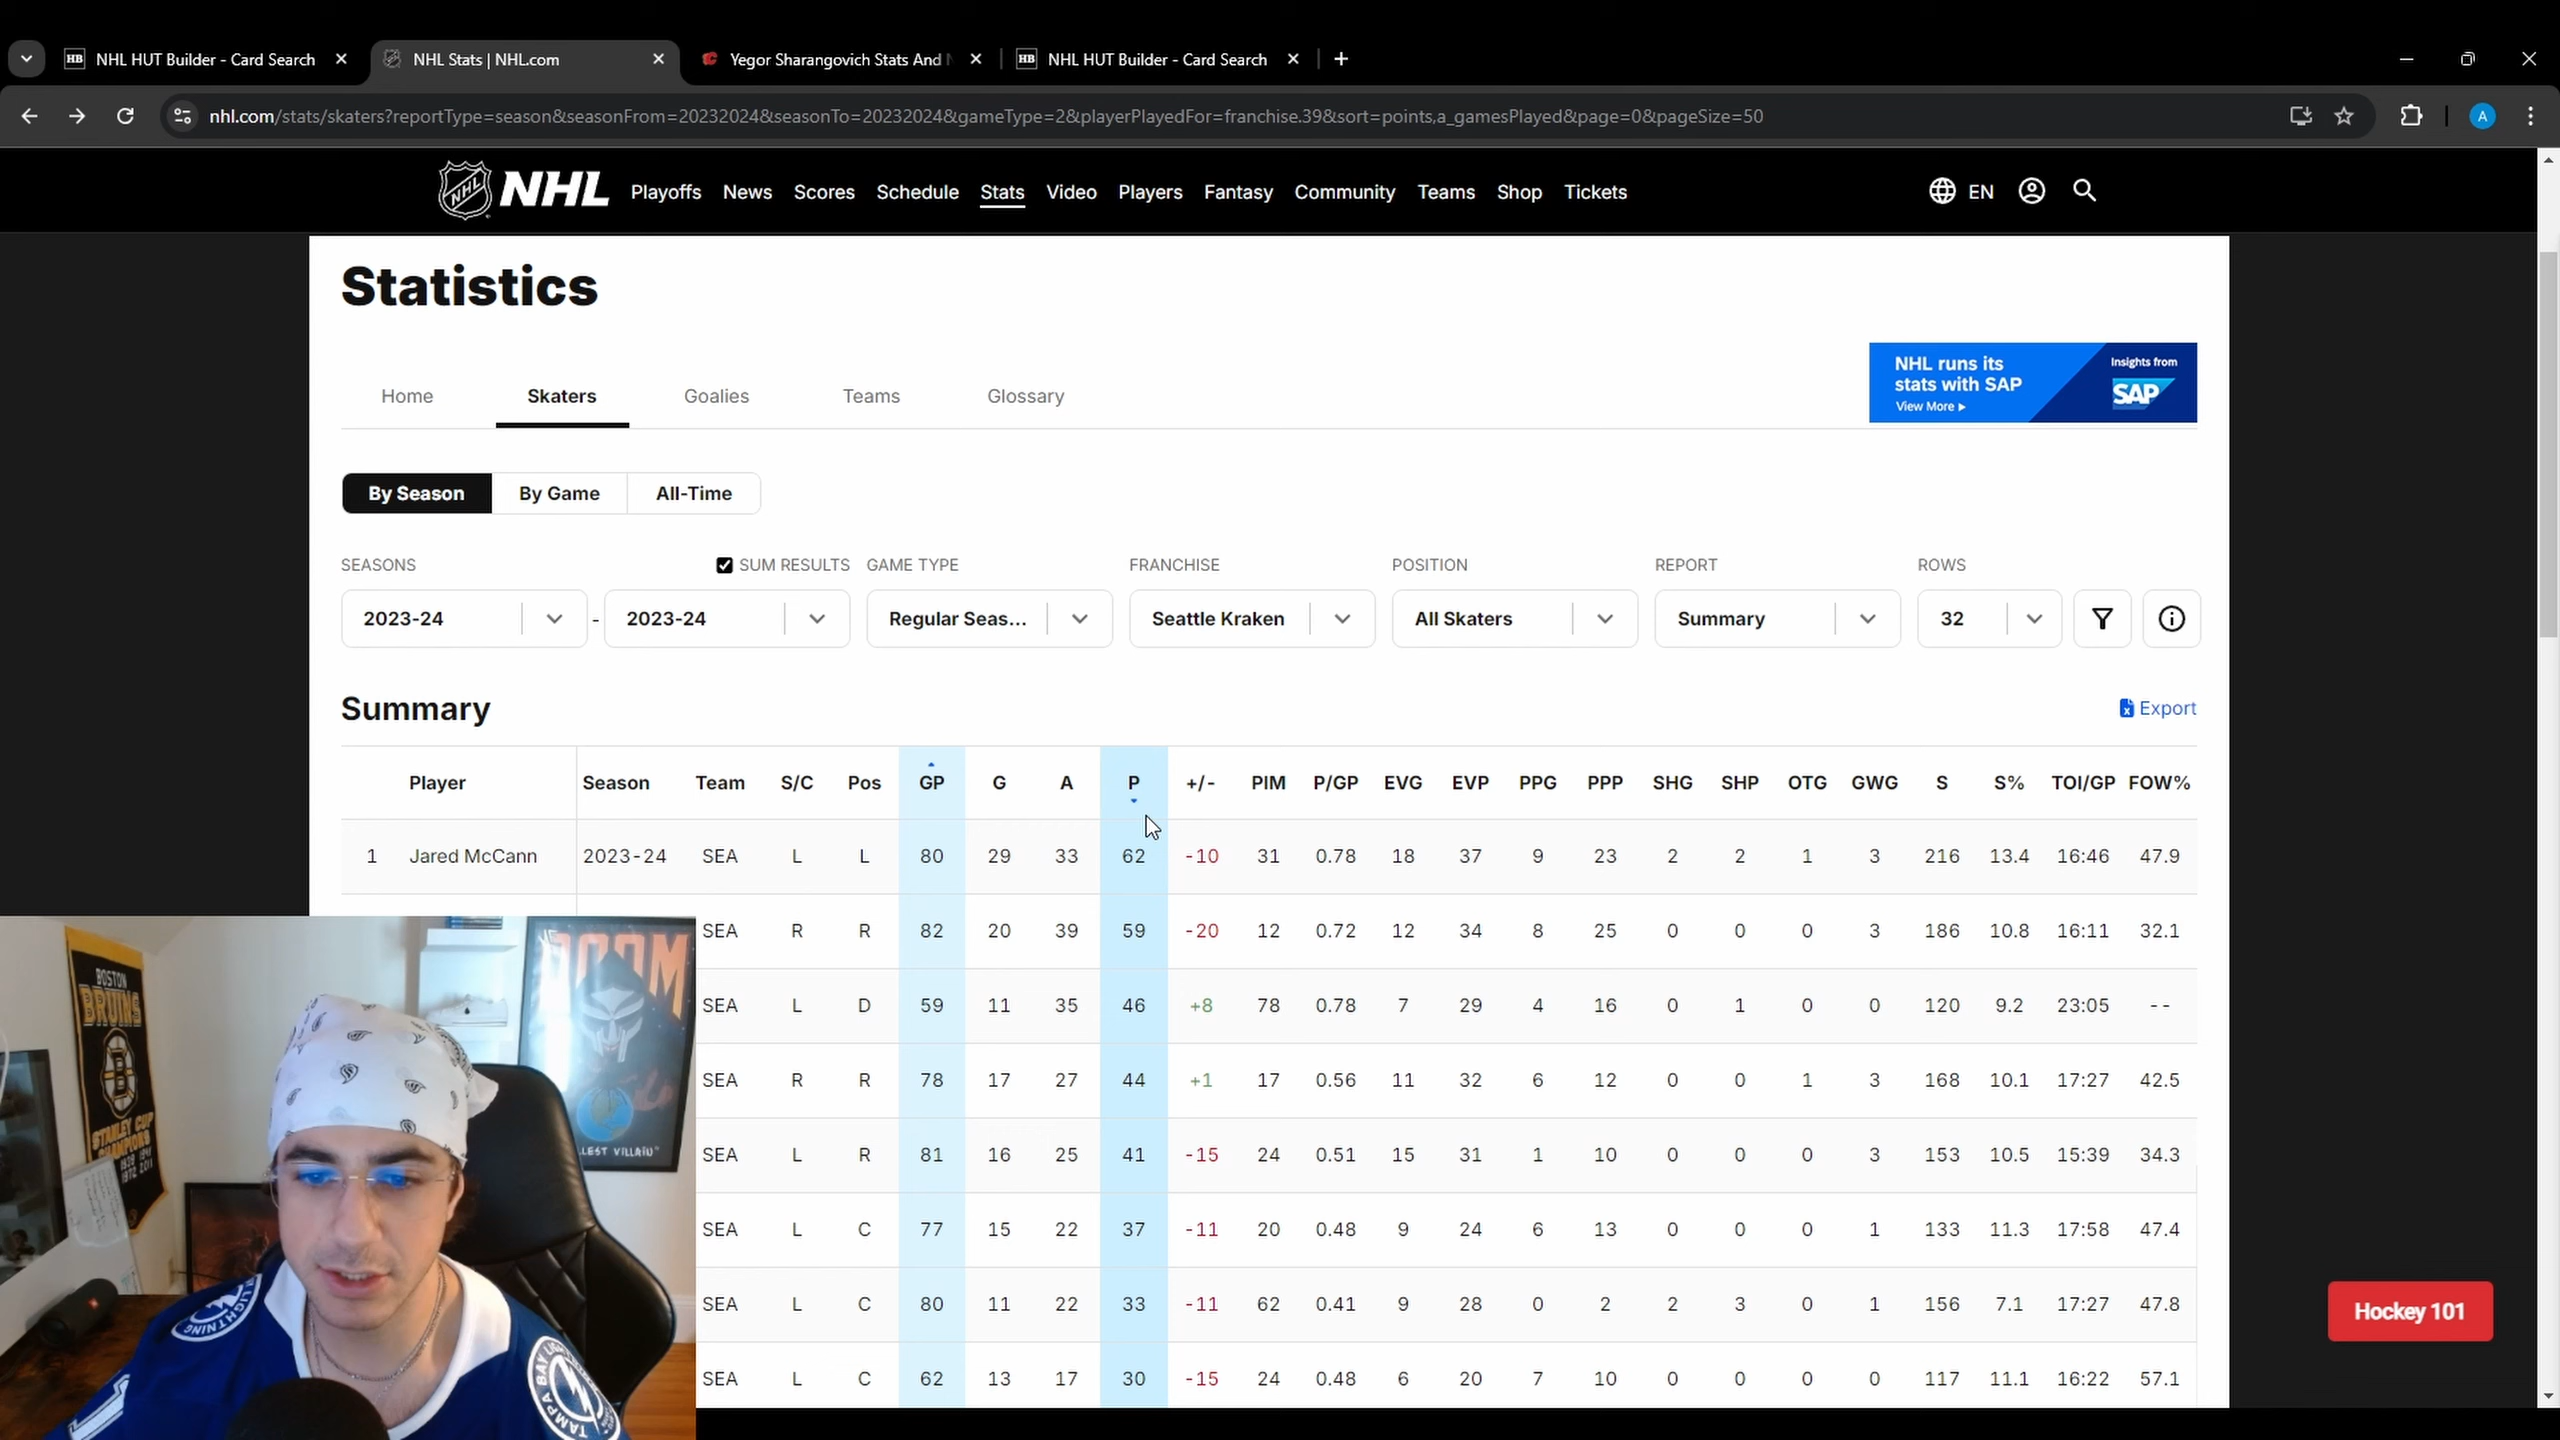 NHL HUT Builder - Card Search
NHL Stats | NHL.com
Yegor Sharangovich Stats And
NHL HUT Builder - Card Search
nhl.com/stats/skaters?reportType=season&seasonFrom=20232024&seasonTo=20232024&gameType=2&playerPlayedFor=franchise.39&sort=points,a_gamesPlayed&page=0&pageSize=50
A
NHL Playoffs News Scores Schedule Stats Video Players Fantasy Community Teams Shop Tickets EN
Statistics
NHL runs its stats with SAP
View More
Insights from
SAP
Home Skaters Goalies Teams Glossary
By Season By Game All-Time
SEASONS SUM RESULTS GAME TYPE FRANCHISE POSITION REPORT ROWS
2023-24 - 2023-24 Regular Seas... Seattle Kraken All Skaters Summary 32
Summary
Export
Player Season Team S/C Pos GP G A P +/- PIM P/GP EVG EVP PPG PPP SHG SHP OTG GWG S S% TOI/GP FOW%
1 Jared McCann 2023-24 SEA L L 80 29 33 62 -10 31 0.78 18 37 9 23 2 2 1 3 216 13.4 16:46 47.9
SEA R R 82 20 39 59 -20 12 0.72 12 34 8 25 0 0 0 3 186 10.8 16:11 32.1
SEA L D 59 11 35 46 +8 78 0.78 7 29 4 16 0 1 0 0 120 9.2 23:05 --
SEA R R 78 17 27 44 +1 17 0.56 11 32 6 12 0 0 1 3 168 10.1 17:27 42.5
SEA L R 81 16 25 41 -15 24 0.51 15 31 1 10 0 0 0 3 153 10.5 15:39 34.3
SEA L C 77 15 22 37 -11 20 0.48 9 24 6 13 0 0 0 1 133 11.3 17:58 47.4
SEA L C 80 11 22 33 -11 62 0.41 9 28 0 2 2 3 0 1 156 7.1 17:27 47.8
SEA L C 62 13 17 30 -15 24 0.48 6 20 7 10 0 0 0 0 117 11.1 16:22 57.1
Hockey 101
BOSTON
BRUINS
STANLEY CUP
CHAMPIONS
DOOM
VILLAIN"
TAMPA BAY
LIGHTNING